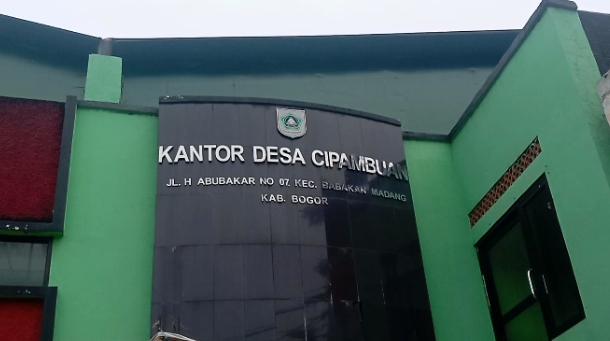 KANTOR DESA CIPAMBUAN
JL. H ABUBAKAR NO 07. KEC. BABAKAN MADANG
KAB. BOGOR